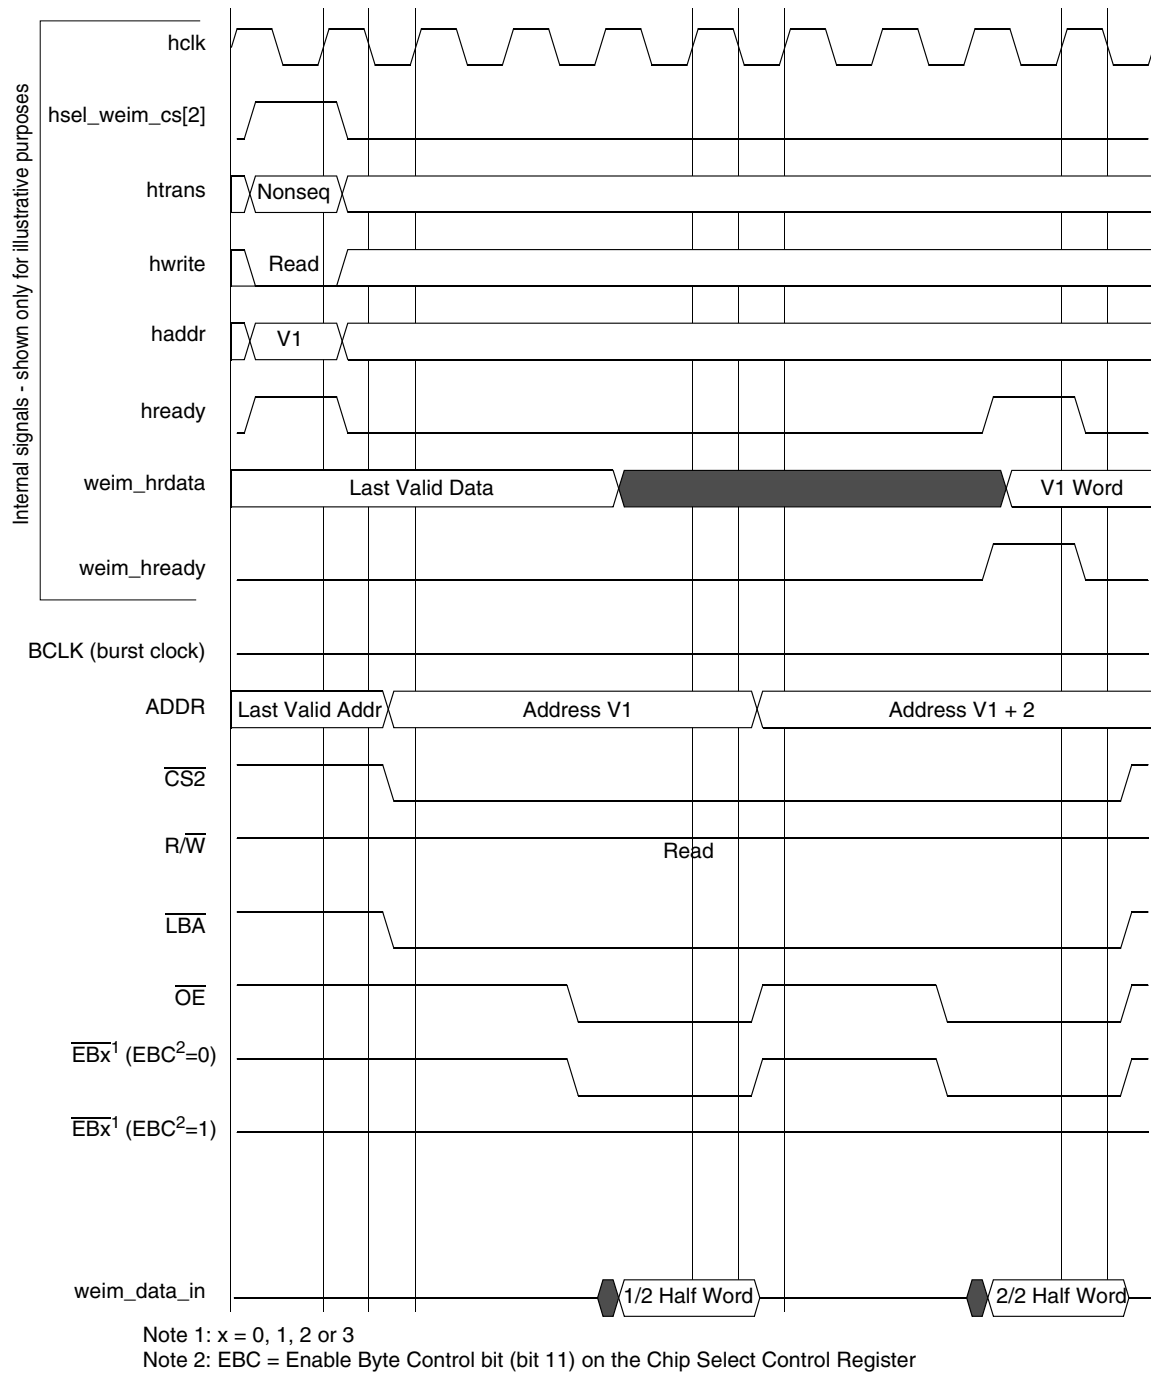 Internal signals - shown only for illustrative purposes
hclk
hsel_weim_cs[2]
htrans
Nonseq
hwrite
Read
haddr
V1
hready
weim_hrdata
Last Valid Data
V1 Word
weim_hready
BCLK (burst clock)
ADDR
Last Valid Addr
Address V1
Address V1 + 2
CS2
R/W
Read
LBA
OE
EBx1 (EBC2=0)
EBx1 (EBC2=1)
weim_data_in
1/2 Half Word
2/2 Half Word
Note 1: x = 0, 1, 2 or 3
Note 2: EBC = Enable Byte Control bit (bit 11) on the Chip Select Control Register